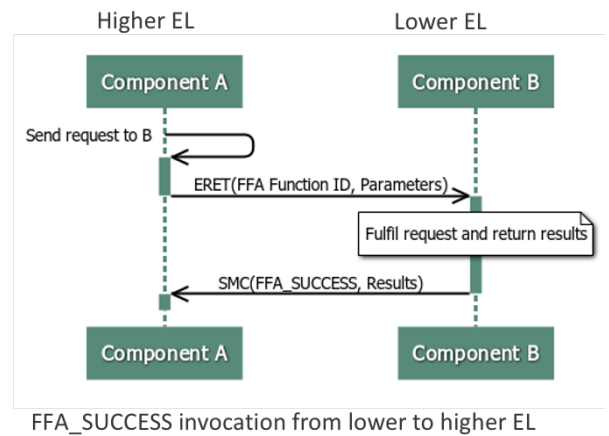 Higher EL
Lower EL
Component A
Component B
Send request to B
ERET(FFA Function ID, Parameters)
Fulfil request and return results
SMC(FFA_SUCCESS, Results)
Component A
Component B
FFA_SUCCESS invocation from lower to higher EL